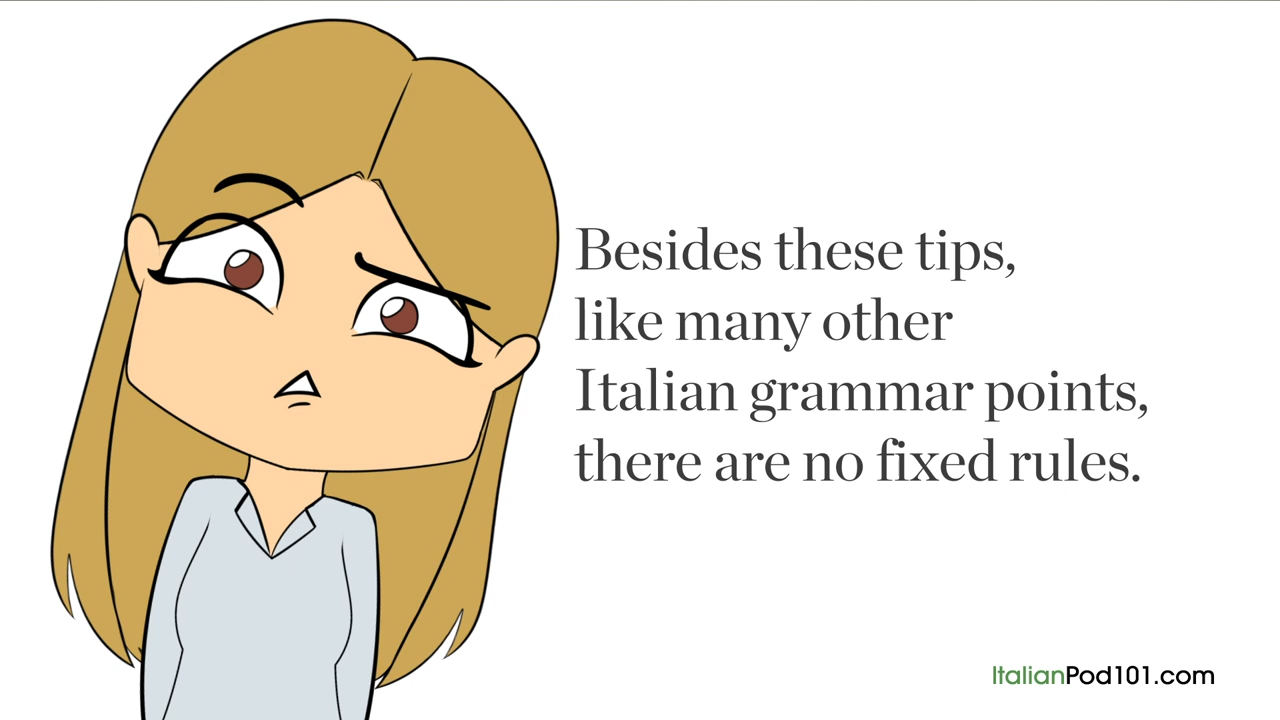 Besides these tips,
like many other
Italian grammar points,
there are no fixed rules.
ItalianPod101.com